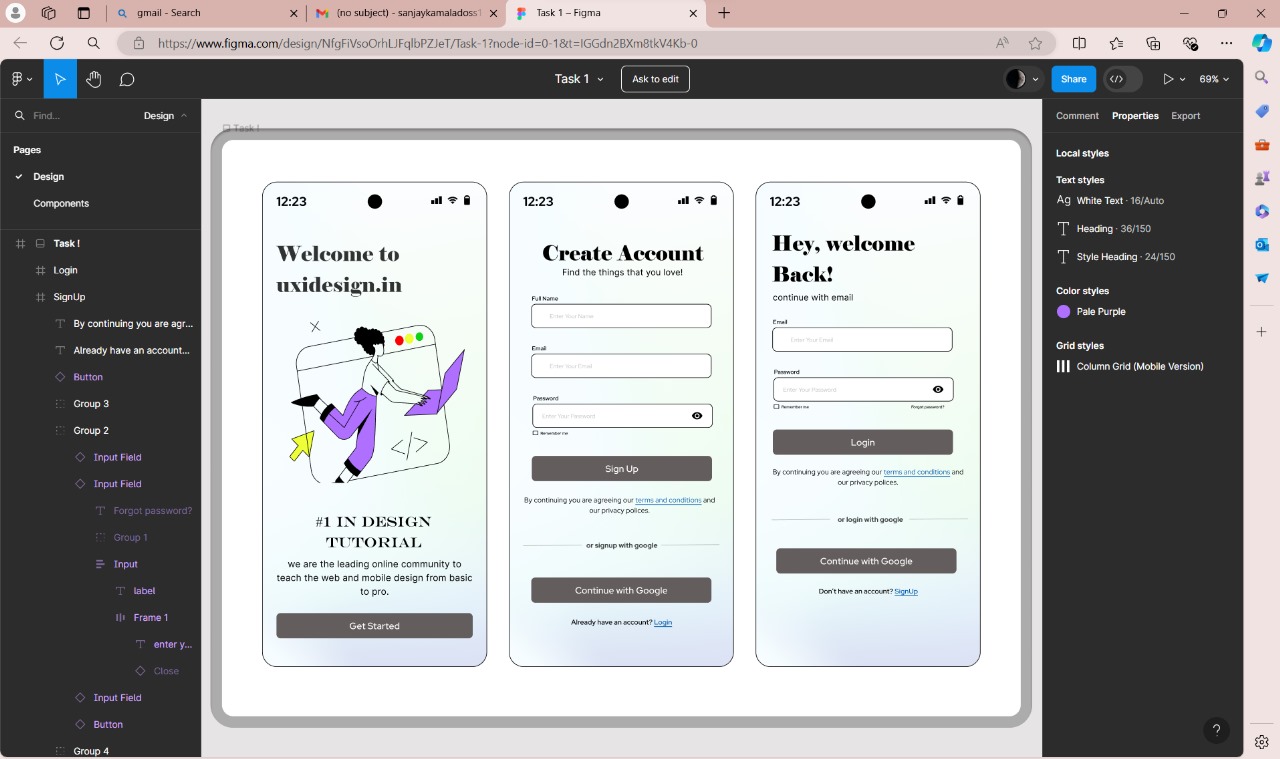 gmail - Search
(no subject) - sanjaykamaladoss1
Task 1 – Figma
https://www.figma.com/design/NfgFiVsoOrhLJFqlbPZJeT/Task-1?node-id=0-1&t=IGGdn2BXm8tkV4Kb-0
Task 1
Ask to edit
Share
69%
Find...
Design
Pages
Design
Components
Task !
Login
SignUp
By continuing you are agr...
Already have an account...
Button
Group 3
Group 2
Input Field
Input Field
Forgot password?
Group 1
Input
label
Frame 1
enter y...
Close
Input Field
Button
Group 4
Task !
12:23
Welcome to
uxidesign.in
</>
#1 IN DESIGN
TUTORIAL
we are the leading online community to
teach the web and mobile design from basic
to pro.
Get Started
12:23
Create Account
Find the things that you love!
Full Name
Enter Your Name
Email
Enter Your Email
Password
Enter Your Password
Remember me
Sign Up
By continuing you are agreeing our terms and conditions and
our privacy polices.
or signup with google
Continue with Google
Already have an account? Login
12:23
Hey, welcome
Back!
continue with email
Email
Enter Your Email
Password
Enter Your Password
Remember me
Forgot password?
Login
By continuing you are agreeing our terms and conditions and
our privacy polices.
or login with google
Continue with Google
Don't have an account? SignUp
Comment
Properties
Export
Local styles
Text styles
Ag White Text · 16/Auto
Heading · 36/150
Style Heading · 24/150
Color styles
Pale Purple
Grid styles
Column Grid (Mobile Version)
?